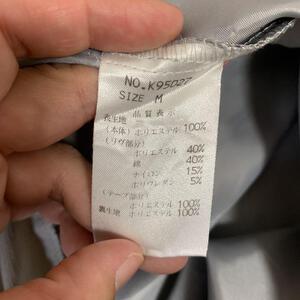 NO.K95027
SIZE M
品質表示
表生地
(本体) ポリエステル 100%
(リヴ部分)
ポリエステル 40%
綿 40%
ナイロン 15%
ポリウレタン 5%
(テープ部分)
ポリエステル 100%
裏生地 ポリエステル 100%